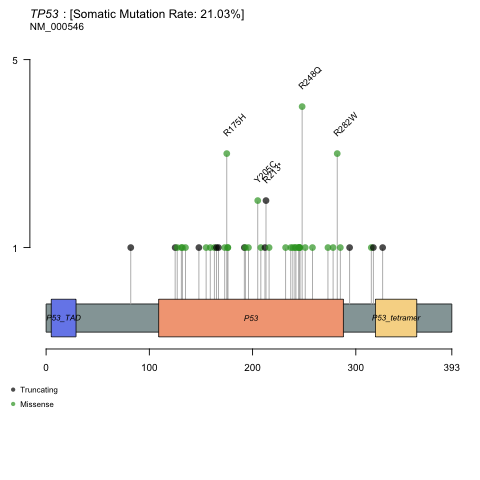 TP53 : [Somatic Mutation Rate: 21.03%]
NM_000546
5
R248Q
R175H
R282W
Y205C
R213*
1
P53_TAD
P53
P53_tetramer
0 100 200 300 393
Truncating
Missense